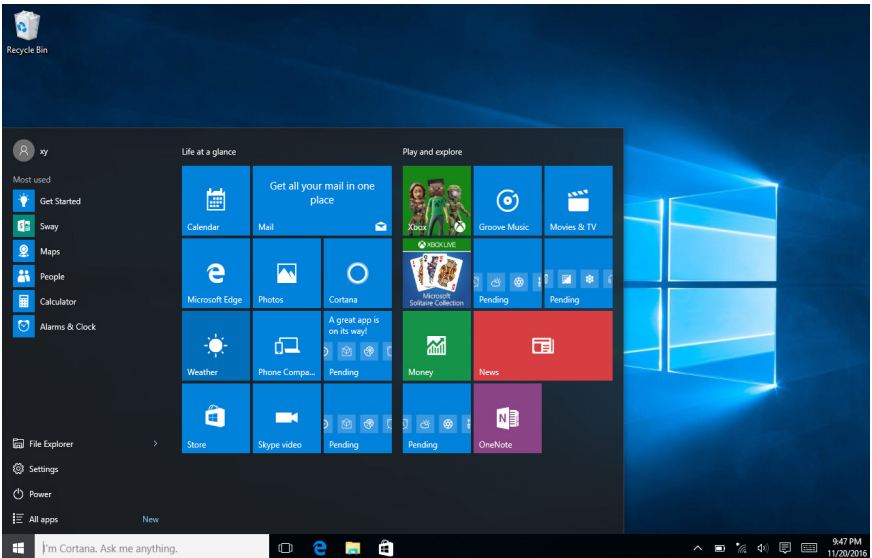 Recycle Bin
xy
Most used
Get Started
Sway
Maps
People
Calculator
Alarms & Clock
File Explorer
Settings
Power
All apps New
Life at a glance
Calendar
Get all your mail in one
place
Mail
Microsoft Edge
Photos
Cortana
Weather
Phone Compa...
A great app is
on its way!
Pending
Store
Skype video
Pending
Play and explore
Xbox
Groove Music
Movies & TV
XBOX LIVE
Microsoft
Solitaire Collection
Pending
Pending
Money
News
Pending
OneNote
I'm Cortana. Ask me anything.
9:47 PM
11/20/2016